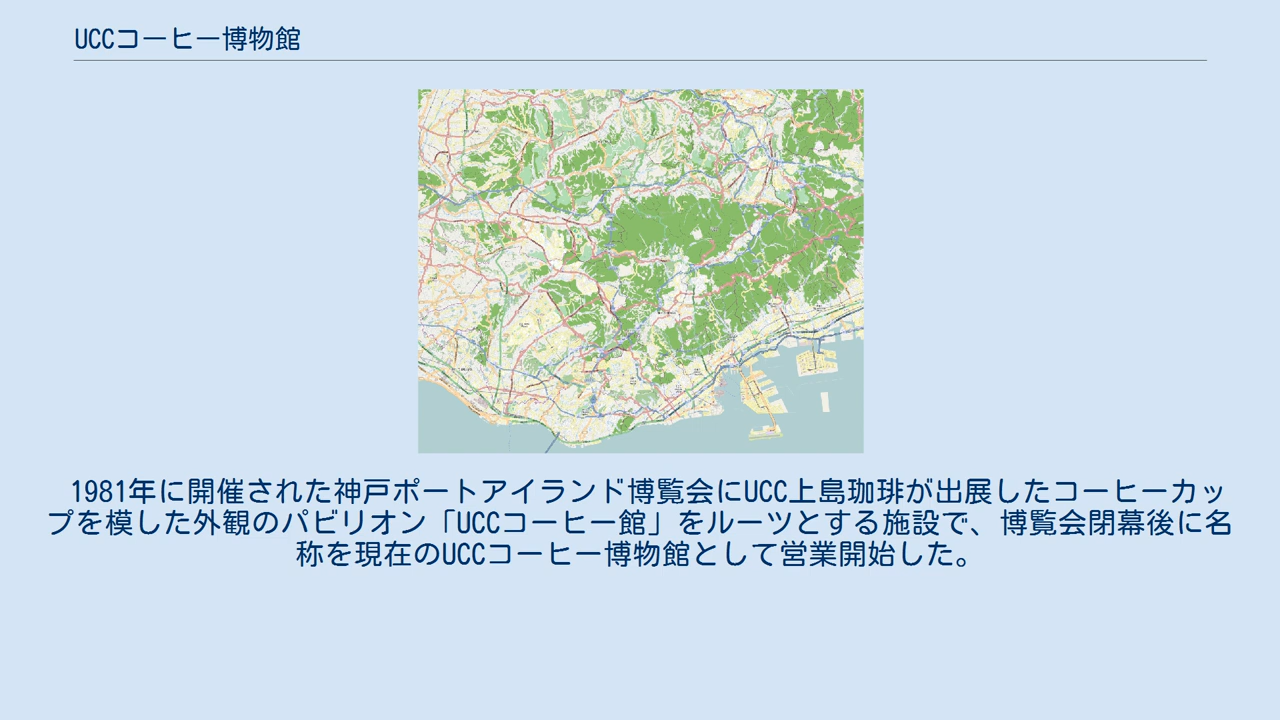 UCCコーヒー博物館
1981年に開催された神戸ポートアイランド博覧会にUCC上島珈琲が出展したコーヒーカッ
プを模した外観のパビリオン「UCCコーヒー館」をルーツとする施設で、博覧会閉幕後に名
称を現在のUCCコーヒー博物館として営業開始した。